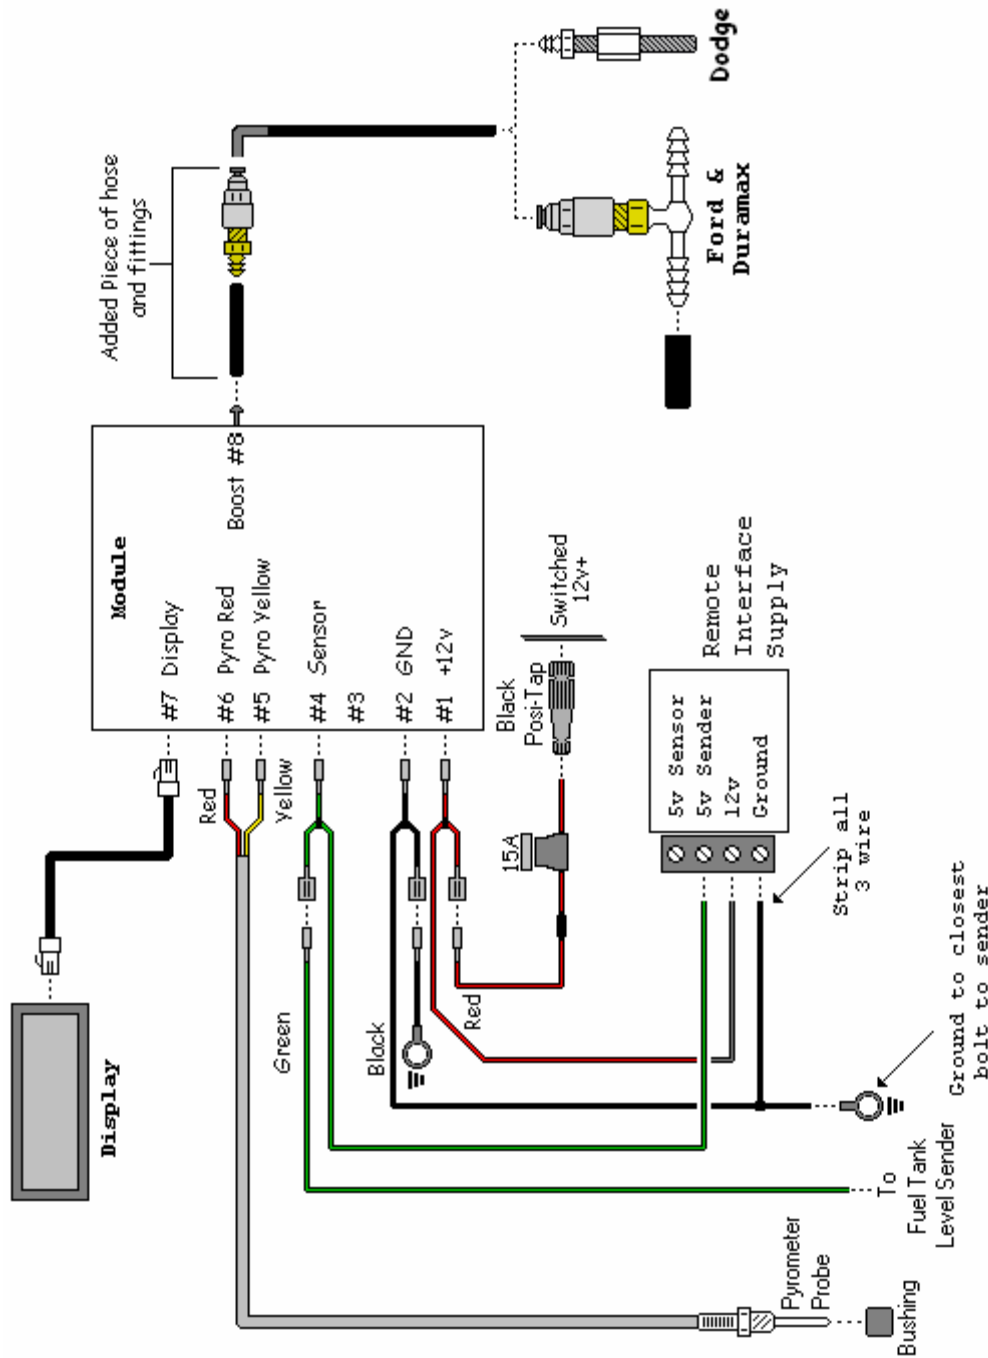 Display
Module
#7 Display
#6 Pyro Red
#5 Pyro Yellow
#4 Sensor
#3
#2 GND
#1 +12v
Boost #8
Added Piece of hose
and fittings
Dodge
Ford &
Duramax
Red
Yellow
Green
Black
Red
15A
Black
Posi-Tap
Switched
12v+
5v Sensor
5v Sender
12v
Ground
Remote
Interface
Supply
Strip all
3 wire
Ground to closest
bolt to sender
To
Fuel Tank
Level Sender
Pyrometer
Probe
Bushing